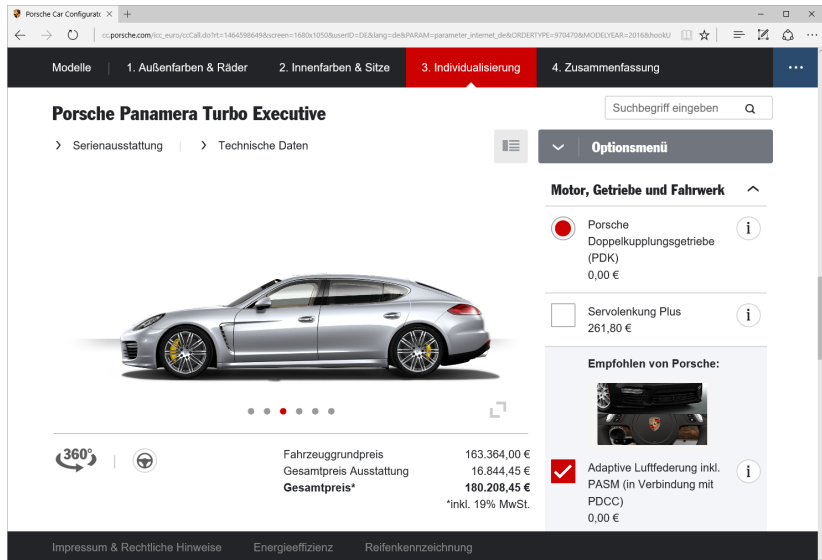 Porsche Car Configurato
cc.porsche.com/icc_euro/ccCall.do?rt=1464598649&screen=1680x1050&userID=DE&lang=de&PARAM=parameter_internet_de&ORDERTYPE=970470&MODELYEAR=2016&hookU
Modelle
1. Außenfarben & Räder
2. Innenfarben & Sitze
3. Individualisierung
4. Zusammenfassung
Porsche Panamera Turbo Executive
Suchbegriff eingeben
Serienausstattung
Technische Daten
Optionsmenü
Motor, Getriebe und Fahrwerk
Porsche
Doppelkupplungsgetriebe
(PDK)
0,00 €
i
Servolenkung Plus
261,80 €
i
Empfohlen von Porsche:
Adaptive Luftfederung inkl.
PASM (in Verbindung mit
PDCC)
0,00 €
i
360°
Fahrzeuggrundpreis 163.364,00 €
Gesamtpreis Ausstattung 16.844,45 €
Gesamtpreis* 180.208,45 €
*inkl. 19% MwSt.
Impressum & Rechtliche Hinweise
Energieeffizienz
Reifenkennzeichnung